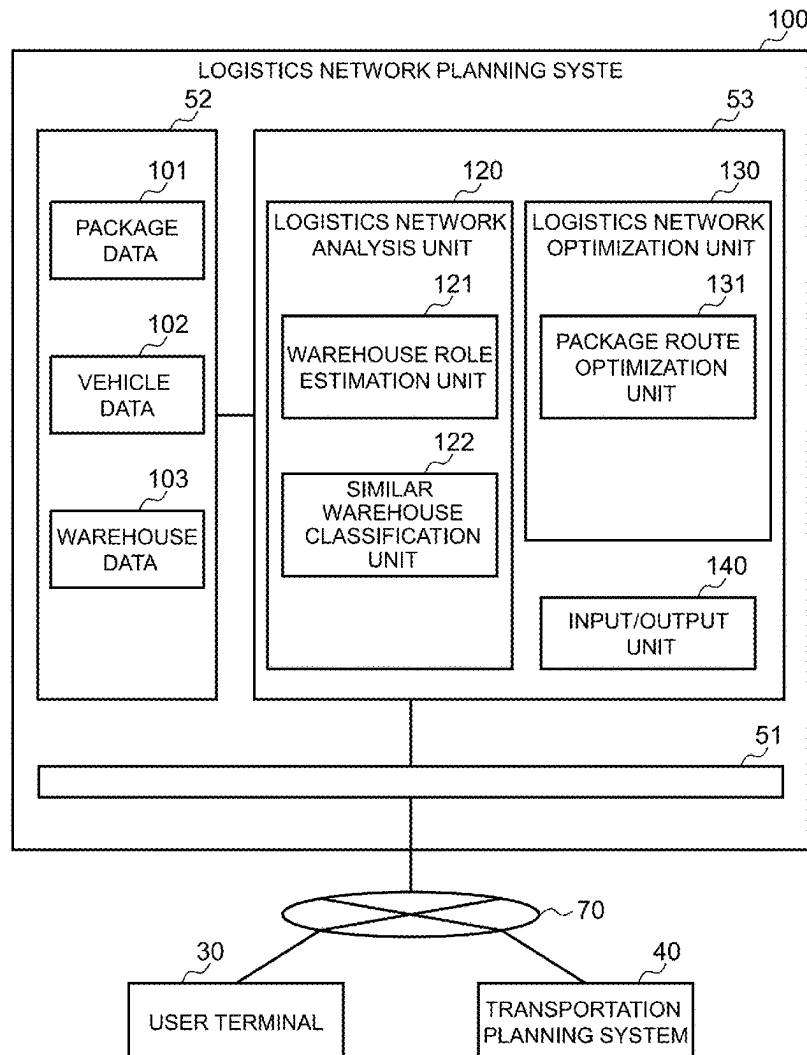 100
LOGISTICS NETWORK PLANNING SYSTE
52
53
101
PACKAGE
DATA
102
VEHICLE
DATA
103
WAREHOUSE
DATA
120
LOGISTICS NETWORK
ANALYSIS UNIT
121
WAREHOUSE ROLE
ESTIMATION UNIT
122
SIMILAR
WAREHOUSE
CLASSIFICATION
UNIT
130
LOGISTICS NETWORK
OPTIMIZATION UNIT
131
PACKAGE ROUTE
OPTIMIZATION
UNIT
140
INPUT/OUTPUT
UNIT
51
70
30
USER TERMINAL
40
TRANSPORTATION
PLANNING SYSTEM